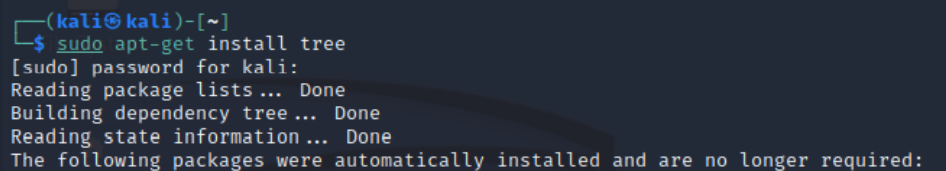 ┌──(kali㉿kali)-[~]
└─$ sudo apt-get install tree
[sudo] password for kali:
Reading package lists... Done
Building dependency tree... Done
Reading state information... Done
The following packages were automatically installed and are no longer required: